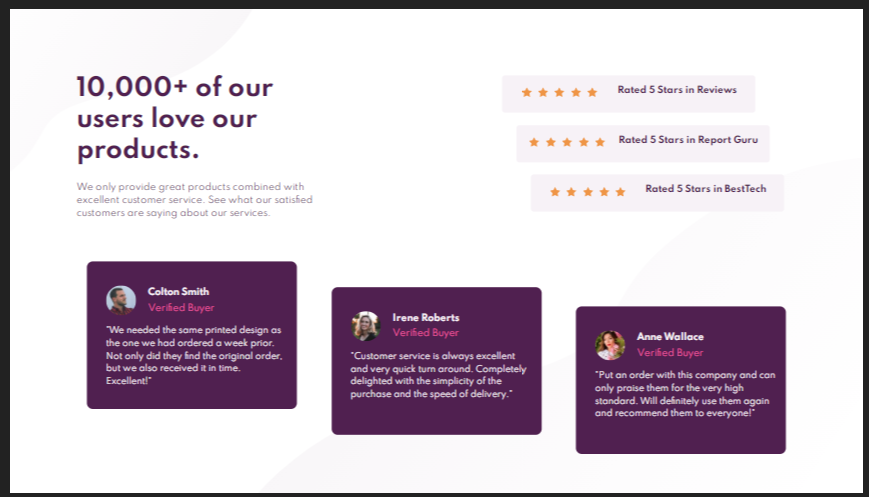 10,000+ of our
users love our
products.
We only provide great products combined with
excellent customer service. See what our satisfied
customers are saying about our services.
Rated 5 Stars in Reviews
Rated 5 Stars in Report Guru
Rated 5 Stars in BestTech
Colton Smith
Verified Buyer
"We needed the same printed design as
the one we had ordered a week prior.
Not only did they find the original order,
but we also received it in time.
Excellent!"
Irene Roberts
Verified Buyer
"Customer service is always excellent
and very quick turn around. Completely
delighted with the simplicity of the
purchase and the speed of delivery."
Anne Wallace
Verified Buyer
"Put an order with this company and can
only praise them for the very high
standard. Will definitely use them again
and recommend them to everyone!"